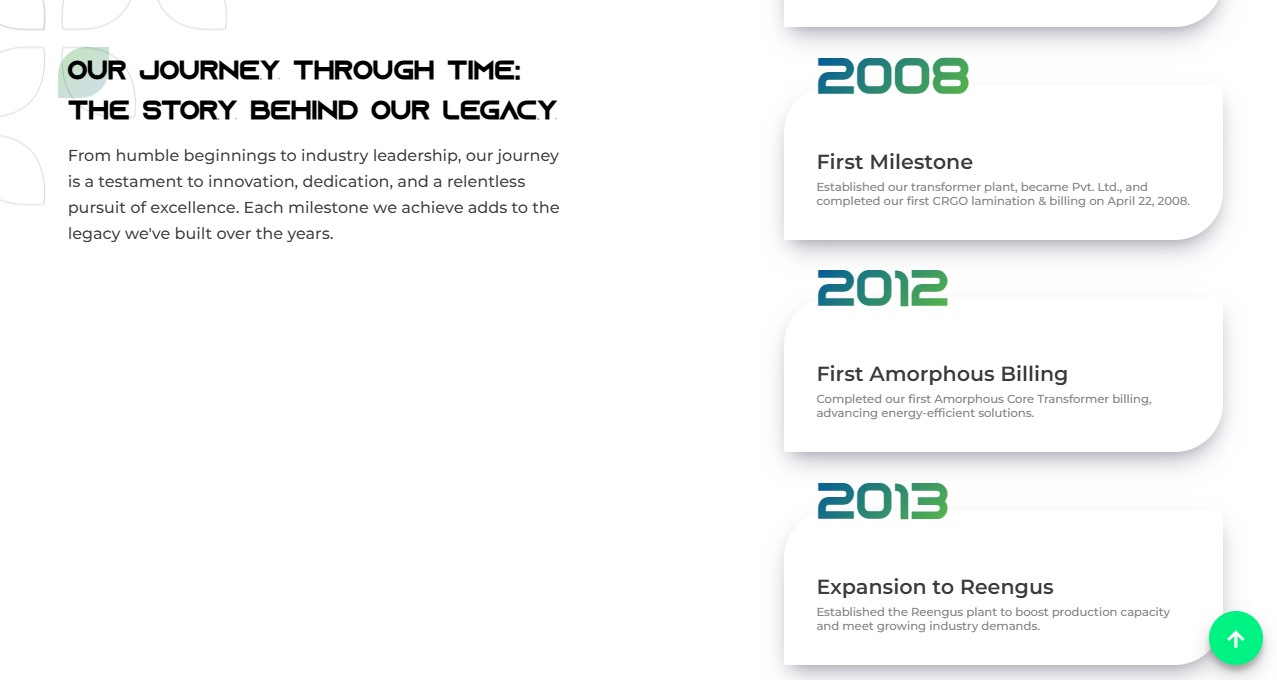 OUR JOURNEY THROUGH TIME:
THE STORY BEHIND OUR LEGACY
From humble beginnings to industry leadership, our journey
is a testament to innovation, dedication, and a relentless
pursuit of excellence. Each milestone we achieve adds to the
legacy we've built over the years.
2008
First Milestone
Established our transformer plant, became Pvt. Ltd., and
completed our first CRGO lamination & billing on April 22, 2008.
2012
First Amorphous Billing
Completed our first Amorphous Core Transformer billing,
advancing energy-efficient solutions.
2013
Expansion to Reengus
Established the Reengus plant to boost production capacity
and meet growing industry demands.